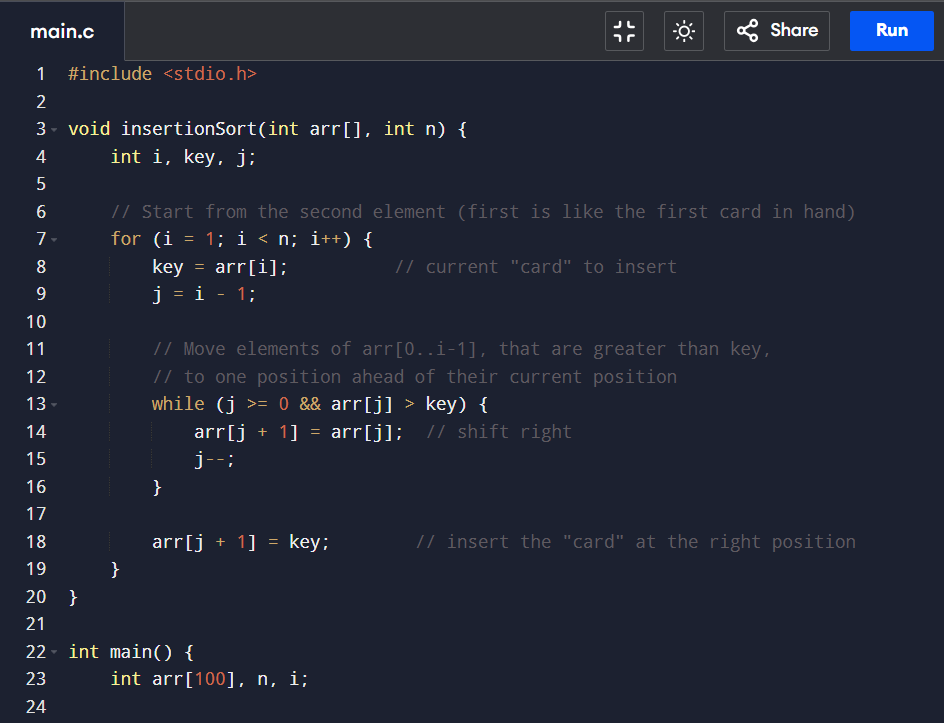 main.c
Share
Run
1 #include <stdio.h>
2
3 void insertionSort(int arr[], int n) {
4     int i, key, j;
5
6     // Start from the second element (first is like the first card in hand)
7     for (i = 1; i < n; i++) {
8         key = arr[i];          // current "card" to insert
9         j = i - 1;
10
11         // Move elements of arr[0..i-1], that are greater than key,
12         // to one position ahead of their current position
13         while (j >= 0 && arr[j] > key) {
14             arr[j + 1] = arr[j];  // shift right
15             j--;
16         }
17
18         arr[j + 1] = key;        // insert the "card" at the right position
19     }
20 }
21
22 int main() {
23     int arr[100], n, i;
24